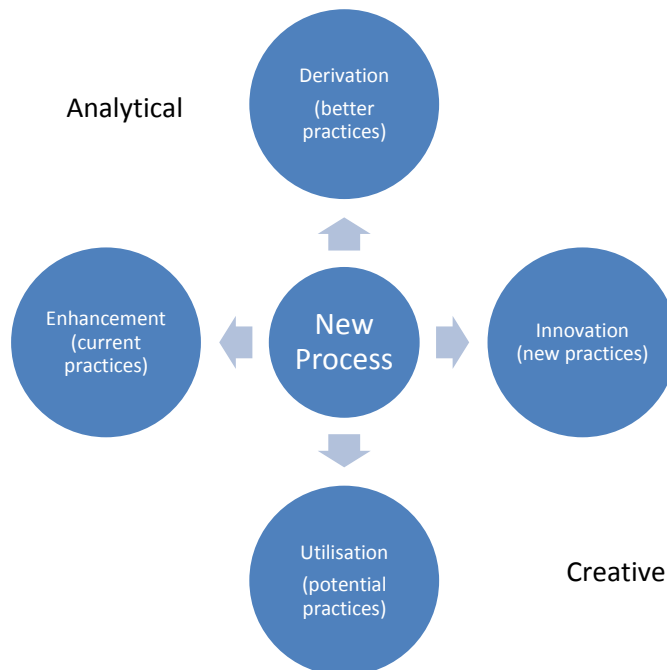 Derivation
(better
practices)
Analytical
Enhancement
(current
practices)
New
Process
Innovation
(new practices)
Utilisation
(potential
practices)
Creative